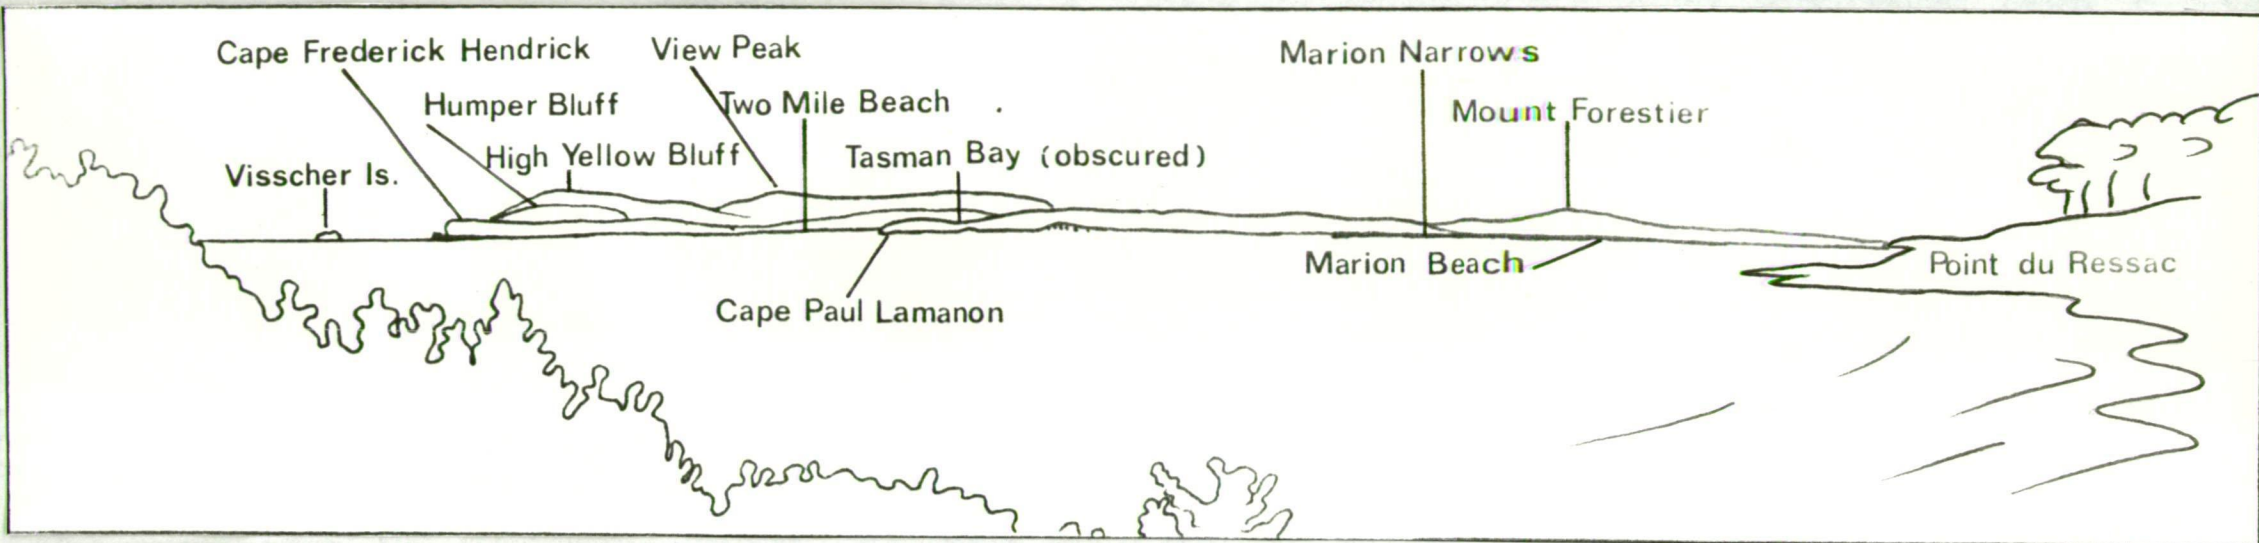 Cape Frederick Hendrick
View Peak
Marion Narrows
Humper Bluff
Two Mile Beach
Mount Forestier
High Yellow Bluff
Tasman Bay (obscured)
Visscher Is.
Marion Beach
Point du Ressac
Cape Paul Lamanon